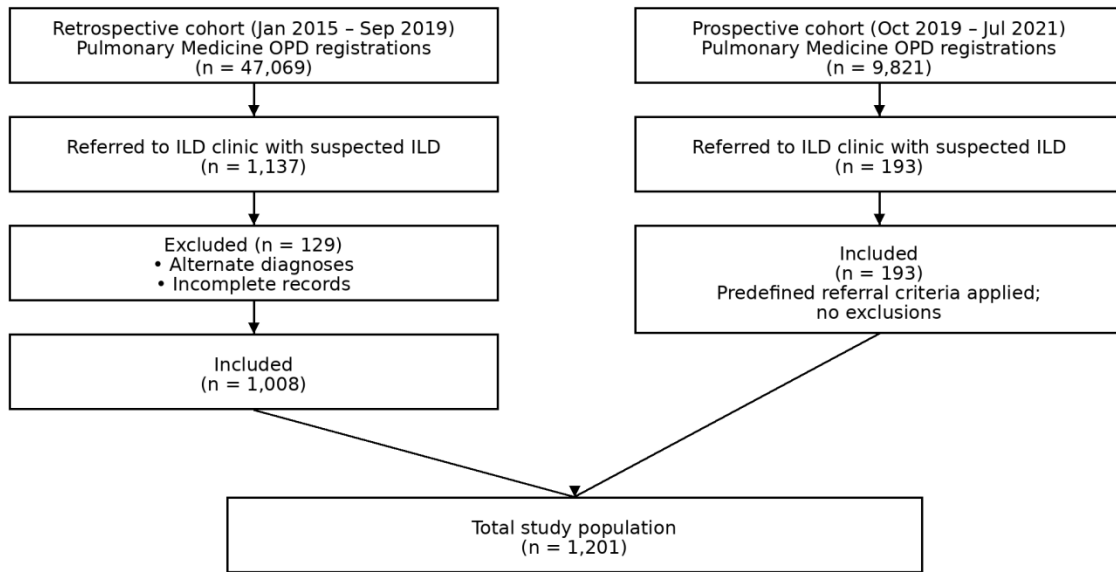 Retrospective cohort (Jan 2015 – Sep 2019)
Pulmonary Medicine OPD registrations
(n = 47,069)
Referred to ILD clinic with suspected ILD
(n = 1,137)
Excluded (n = 129)
• Alternate diagnoses
• Incomplete records
Included
(n = 1,008)
Prospective cohort (Oct 2019 – Jul 2021)
Pulmonary Medicine OPD registrations
(n = 9,821)
Referred to ILD clinic with suspected ILD
(n = 193)
Included
(n = 193)
Predefined referral criteria applied;
no exclusions
Total study population
(n = 1,201)